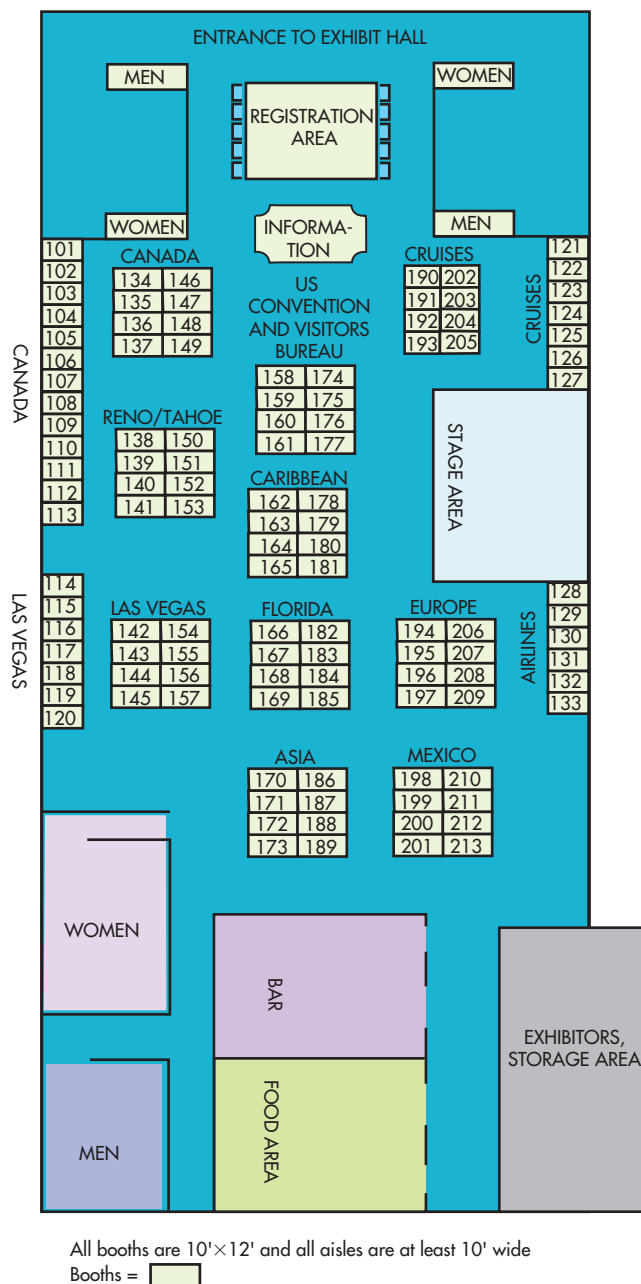 ENTRANCE TO EXHIBIT HALL
MEN
WOMEN
REGISTRATION
AREA
WOMEN
MEN
INFORMA-
TION
CANADA
101
102
103
104
105
106
107
108
109
110
111
112
113
CANADA
134 146
135 147
136 148
137 149
US
CONVENTION
AND VISITORS
BUREAU
158 174
159 175
160 176
161 177
CRUISES
190 202
191 203
192 204
193 205
CRUISES
121
122
123
124
125
126
127
RENO/TAHOE
138 150
139 151
140 152
141 153
CARIBBEAN
162 178
163 179
164 180
165 181
STAGE AREA
LAS VEGAS
114
115
116
117
118
119
120
LAS VEGAS
142 154
143 155
144 156
145 157
FLORIDA
166 182
167 183
168 184
169 185
EUROPE
194 206
195 207
196 208
197 209
AIRLINES
128
129
130
131
132
133
ASIA
170 186
171 187
172 188
173 189
MEXICO
198 210
199 211
200 212
201 213
WOMEN
BAR
EXHIBITORS,
STORAGE AREA
MEN
FOOD AREA
All booths are 10'×12' and all aisles are at least 10' wide
Booths =